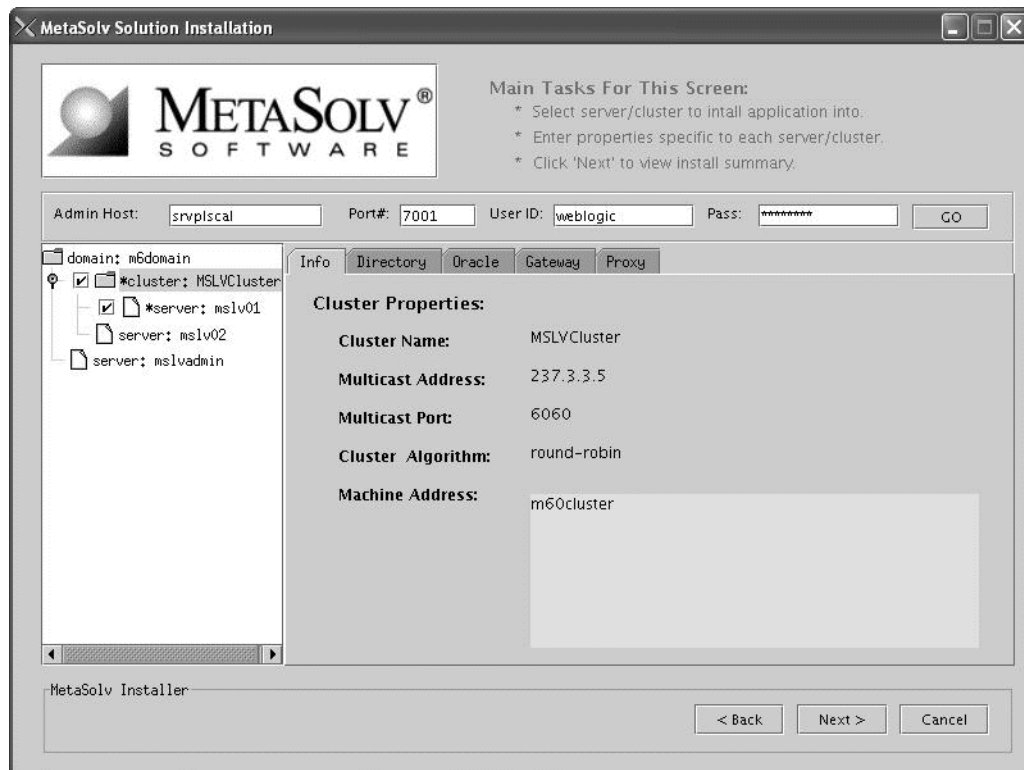 MetaSolv Solution Installation
METASOLV®
SOFTWARE
Main Tasks For This Screen:
* Select server/cluster to intall application into.
* Enter properties specific to each server/cluster.
* Click 'Next' to view install summary.
Admin Host: srvplscal Port#: 7001 User ID: weblogic Pass: ******** GO
domain: m6domain
*cluster: MSLVCluster
*server: mslv01
server: mslv02
server: mslvadmin
Info Directory Oracle Gateway Proxy
Cluster Properties:
Cluster Name: MSLVCluster
Multicast Address: 237.3.3.5
Multicast Port: 6060
Cluster Algorithm: round-robin
Machine Address: m60cluster
MetaSolv Installer
< Back Next > Cancel